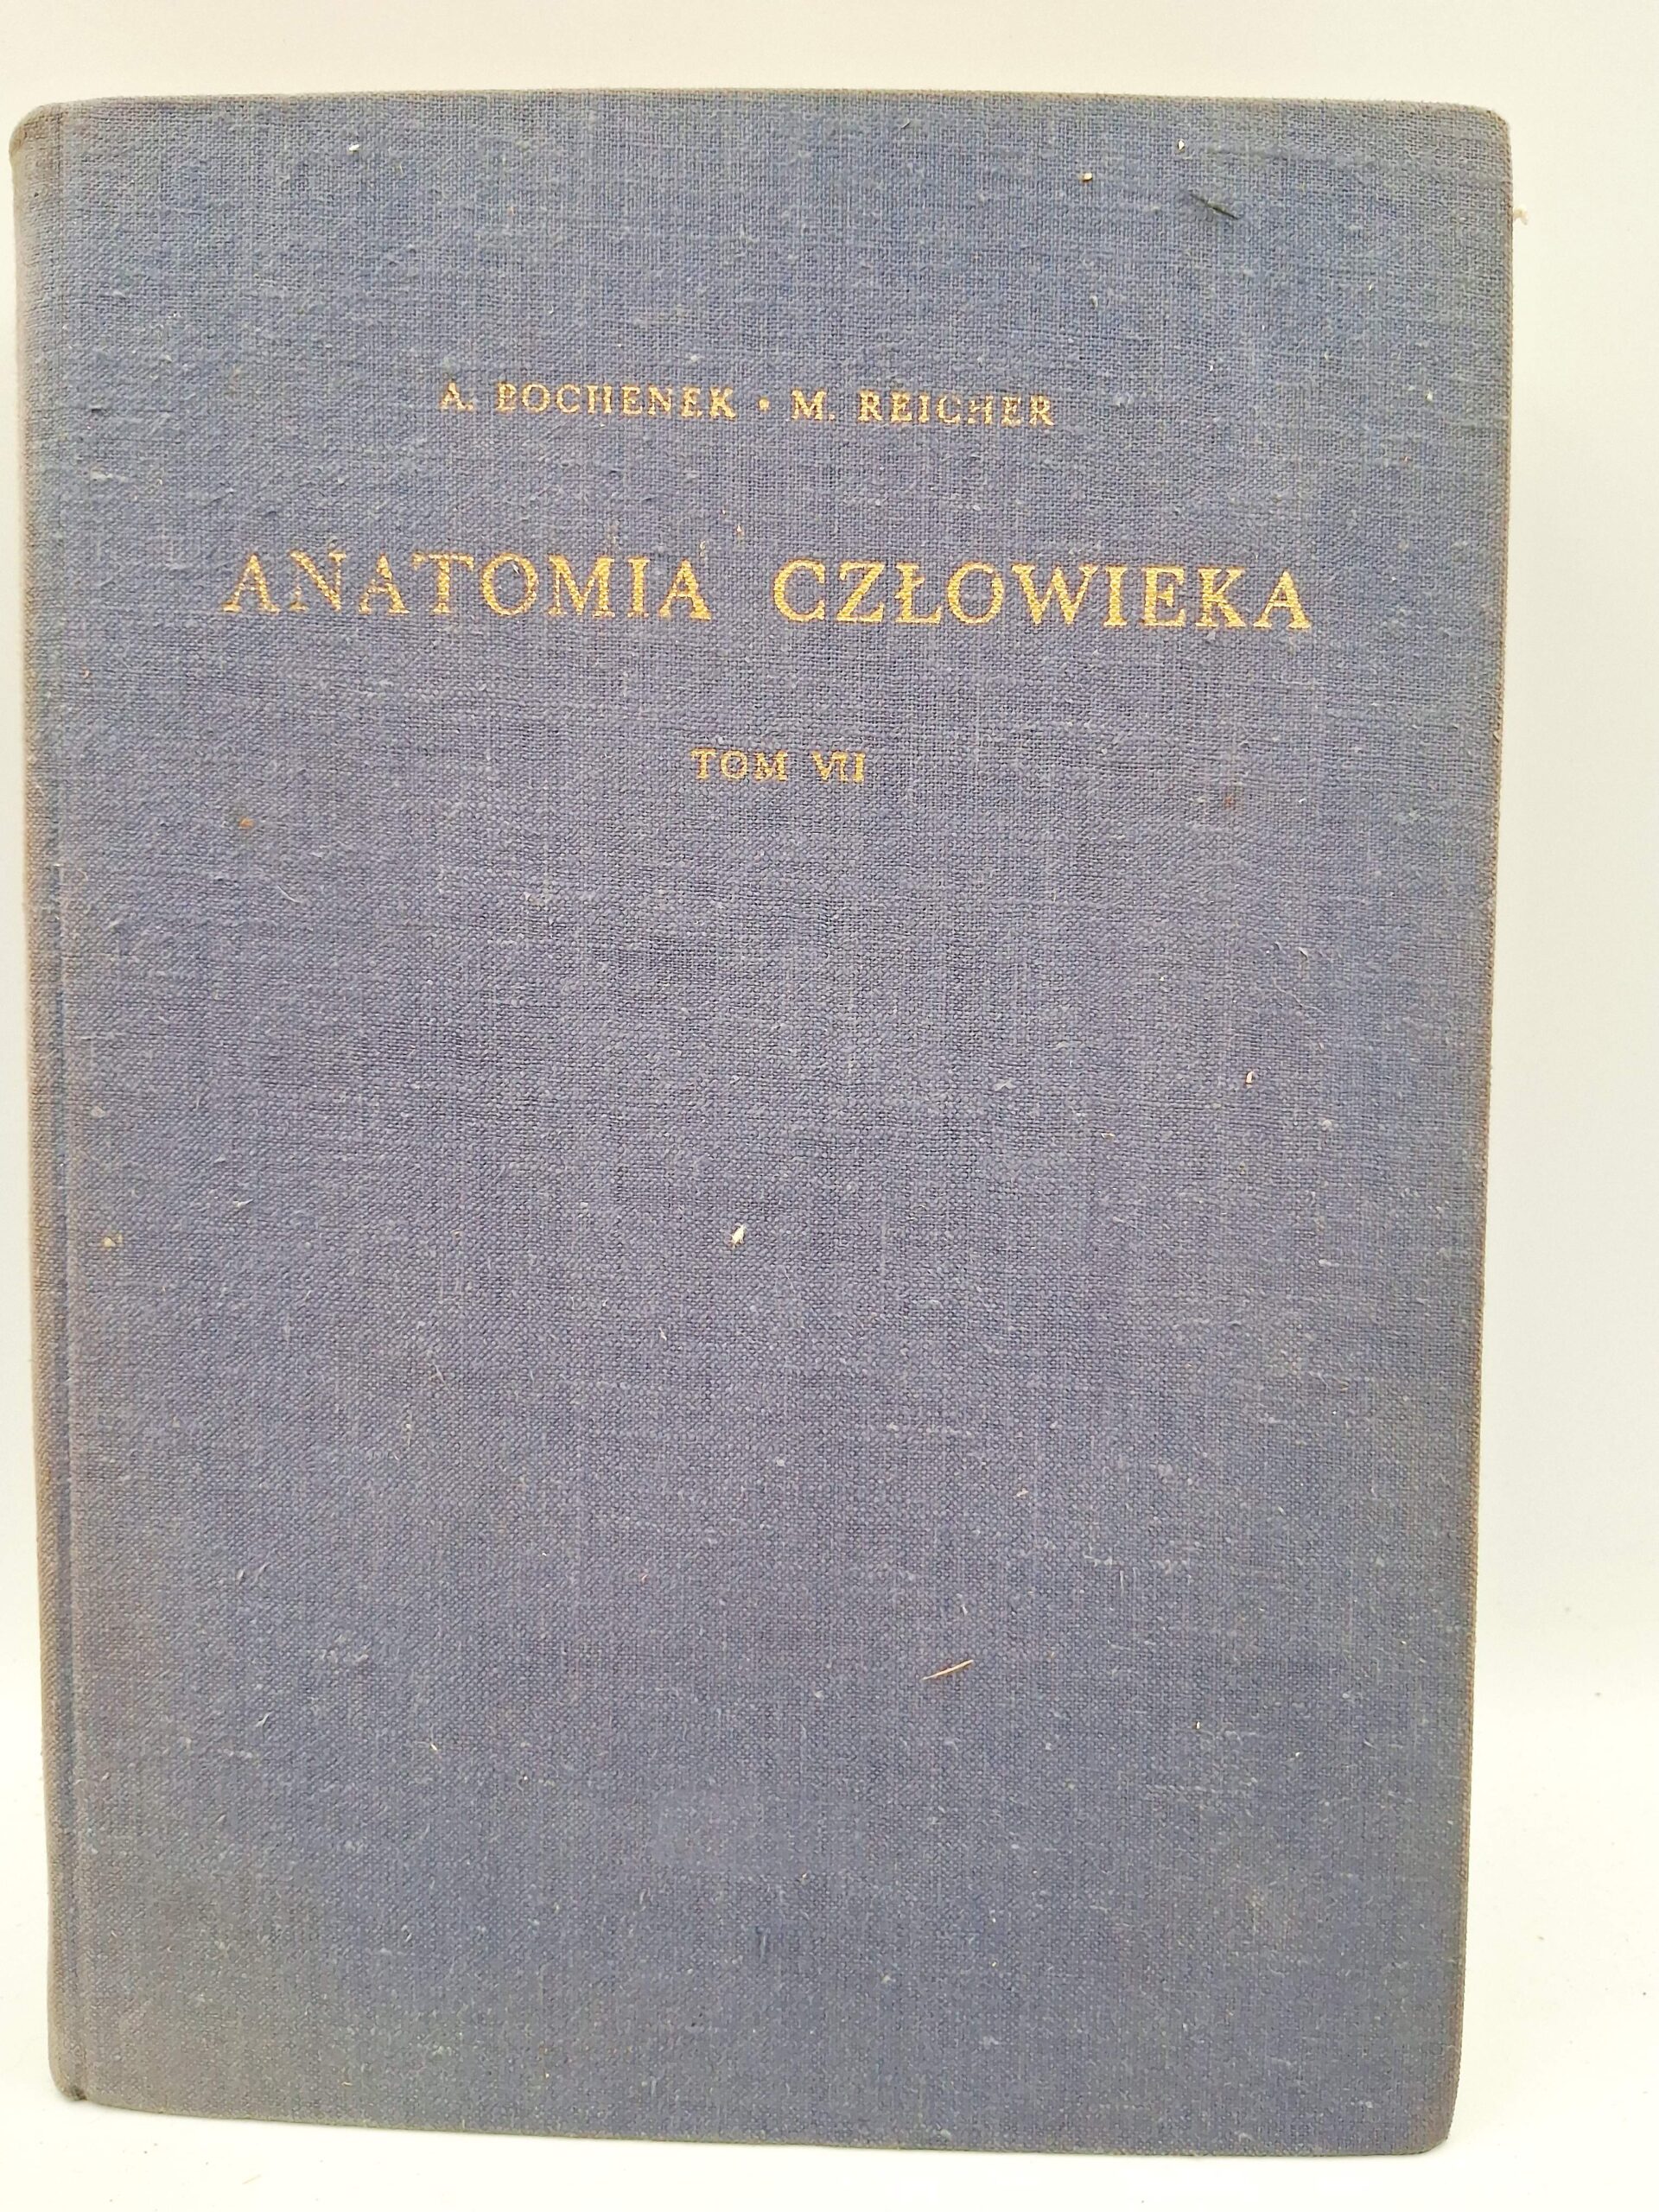 A. BOCHENEK • M. REICHER
ANATOMIA CZŁOWIEKA
TOM VII